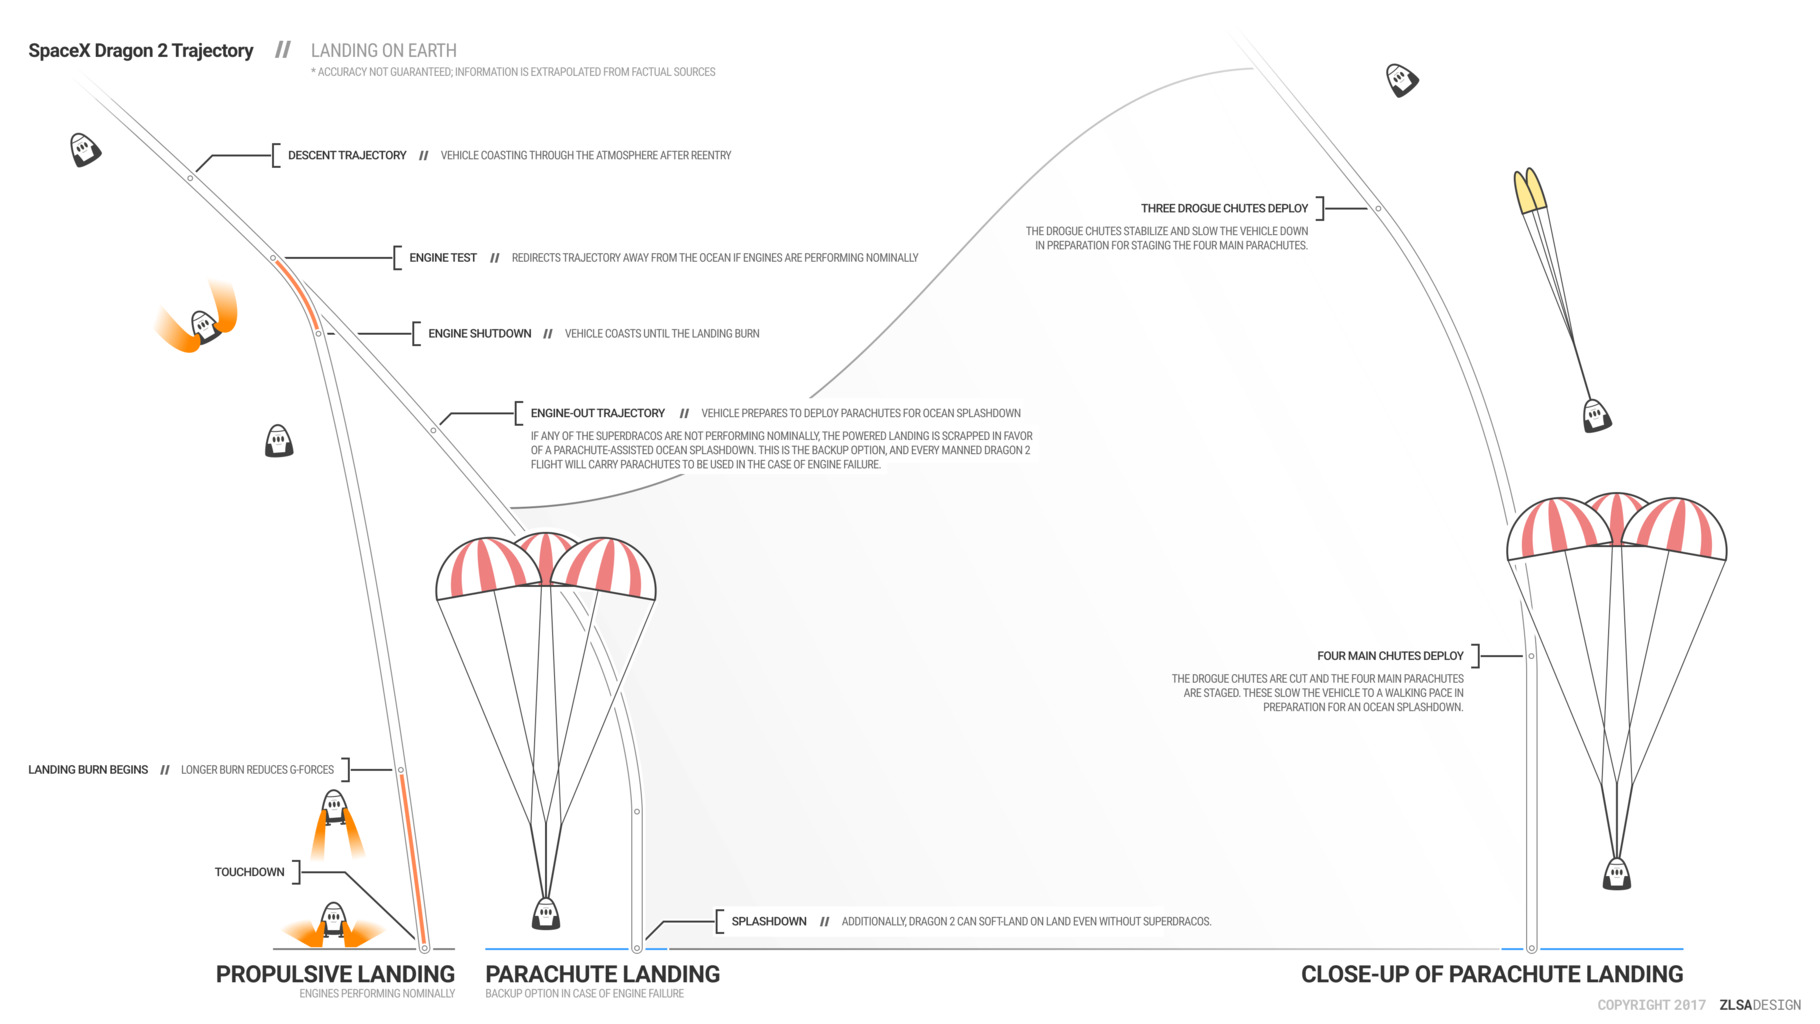 SpaceX Dragon 2 Trajectory // LANDING ON EARTH
* ACCURACY NOT GUARANTEED; INFORMATION IS EXTRAPOLATED FROM FACTUAL SOURCES
DESCENT TRAJECTORY // VEHICLE COASTING THROUGH THE ATMOSPHERE AFTER REENTRY
ENGINE TEST // REDIRECTS TRAJECTORY AWAY FROM THE OCEAN IF ENGINES ARE PERFORMING NOMINALLY
ENGINE SHUTDOWN // VEHICLE COASTS UNTIL THE LANDING BURN
ENGINE-OUT TRAJECTORY // VEHICLE PREPARES TO DEPLOY PARACHUTES FOR OCEAN SPLASHDOWN
IF ANY OF THE SUPERDRACOS ARE NOT PERFORMING NOMINALLY, THE POWERED LANDING IS SCRAPPED IN FAVOR
OF A PARACHUTE-ASSISTED OCEAN SPLASHDOWN. THIS IS THE BACKUP OPTION, AND EVERY MANNED DRAGON 2
FLIGHT WILL CARRY PARACHUTES TO BE USED IN THE CASE OF ENGINE FAILURE.
THREE DROGUE CHUTES DEPLOY
THE DROGUE CHUTES STABILIZE AND SLOW THE VEHICLE DOWN
IN PREPARATION FOR STAGING THE FOUR MAIN PARACHUTES.
FOUR MAIN CHUTES DEPLOY
THE DROGUE CHUTES ARE CUT AND THE FOUR MAIN PARACHUTES
ARE STAGED. THESE SLOW THE VEHICLE TO A WALKING PACE IN
PREPARATION FOR AN OCEAN SPLASHDOWN.
LANDING BURN BEGINS // LONGER BURN REDUCES G-FORCES
TOUCHDOWN
SPLASHDOWN // ADDITIONALLY, DRAGON 2 CAN SOFT-LAND ON LAND EVEN WITHOUT SUPERDRACOS.
PROPULSIVE LANDING
ENGINES PERFORMING NOMINALLY
PARACHUTE LANDING
BACKUP OPTION IN CASE OF ENGINE FAILURE
CLOSE-UP OF PARACHUTE LANDING
COPYRIGHT 2017 ZLSADESIGN